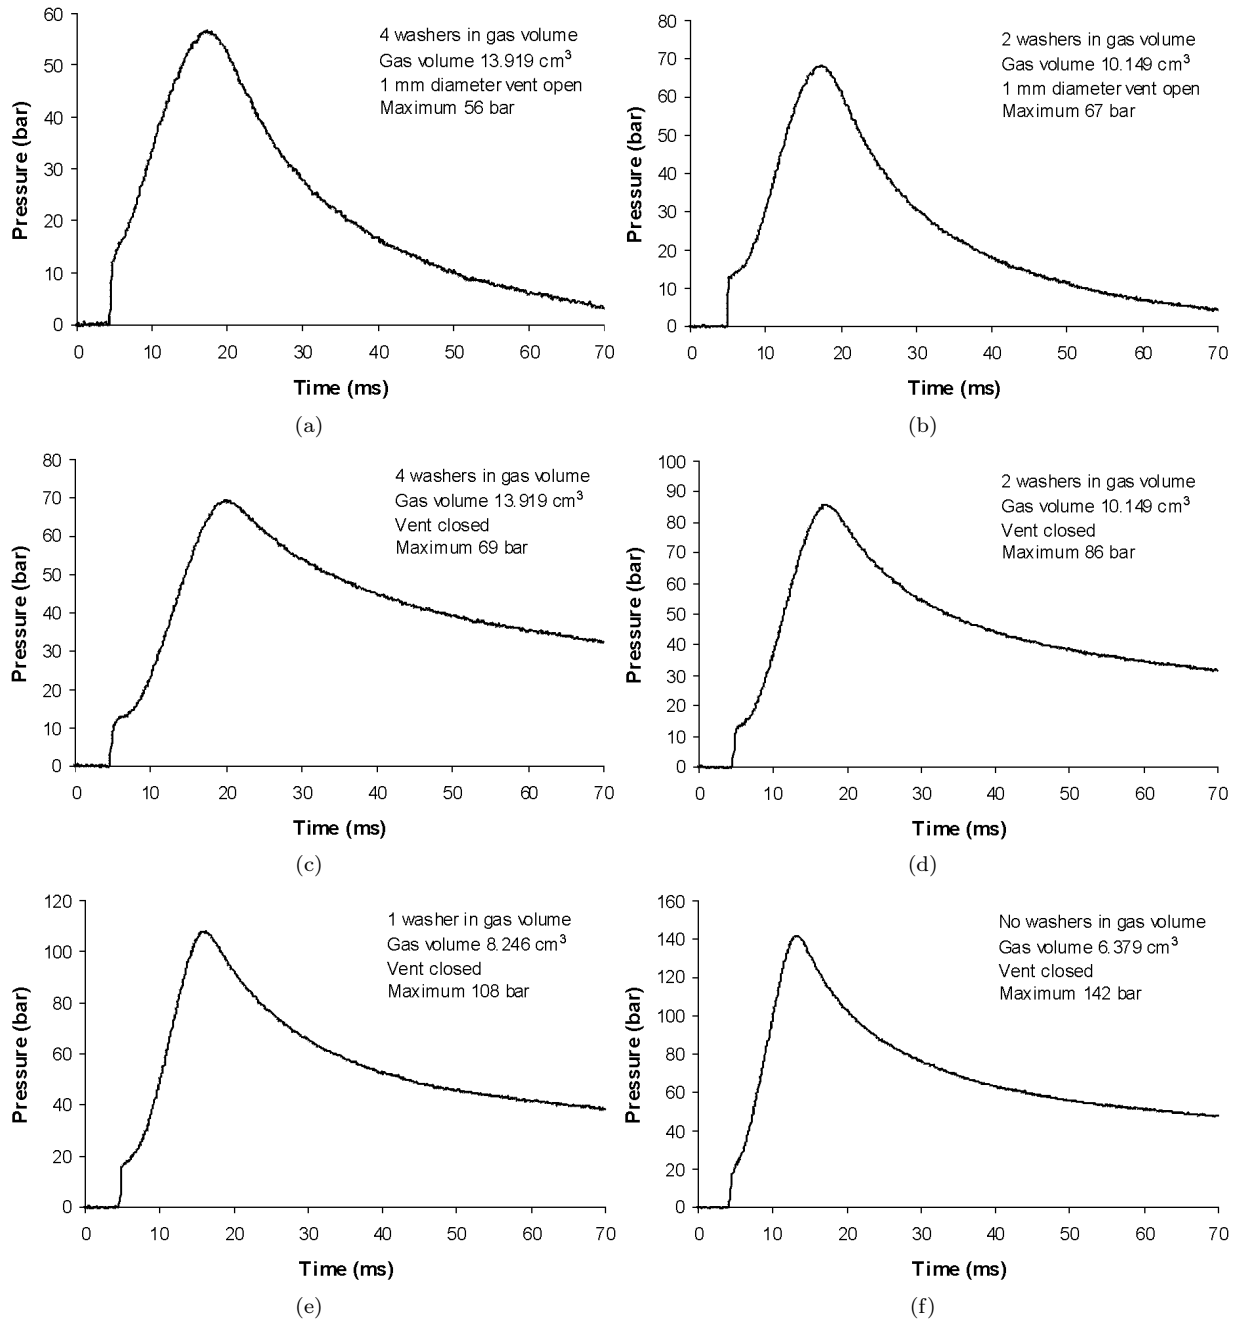 60
50
40
30
20
10
0
Pressure (bar)
4 washers in gas volume
Gas volume 13.919 cm³
1 mm diameter vent open
Maximum 56 bar
0 10 20 30 40 50 60 70
Time (ms)
(a)
80
70
60
50
40
30
20
10
0
Pressure (bar)
2 washers in gas volume
Gas volume 10.149 cm³
1 mm diameter vent open
Maximum 67 bar
0 10 20 30 40 50 60 70
Time (ms)
(b)
80
70
60
50
40
30
20
10
0
Pressure (bar)
4 washers in gas volume
Gas volume 13.919 cm³
Vent closed
Maximum 69 bar
0 10 20 30 40 50 60 70
Time (ms)
(c)
100
90
80
70
60
50
40
30
20
10
0
Pressure (bar)
2 washers in gas volume
Gas volume 10.149 cm³
Vent closed
Maximum 86 bar
0 10 20 30 40 50 60 70
Time (ms)
(d)
120
100
80
60
40
20
0
Pressure (bar)
1 washer in gas volume
Gas volume 8.246 cm³
Vent closed
Maximum 108 bar
0 10 20 30 40 50 60 70
Time (ms)
(e)
160
140
120
100
80
60
40
20
0
Pressure (bar)
No washers in gas volume
Gas volume 6.379 cm³
Vent closed
Maximum 142 bar
0 10 20 30 40 50 60 70
Time (ms)
(f)